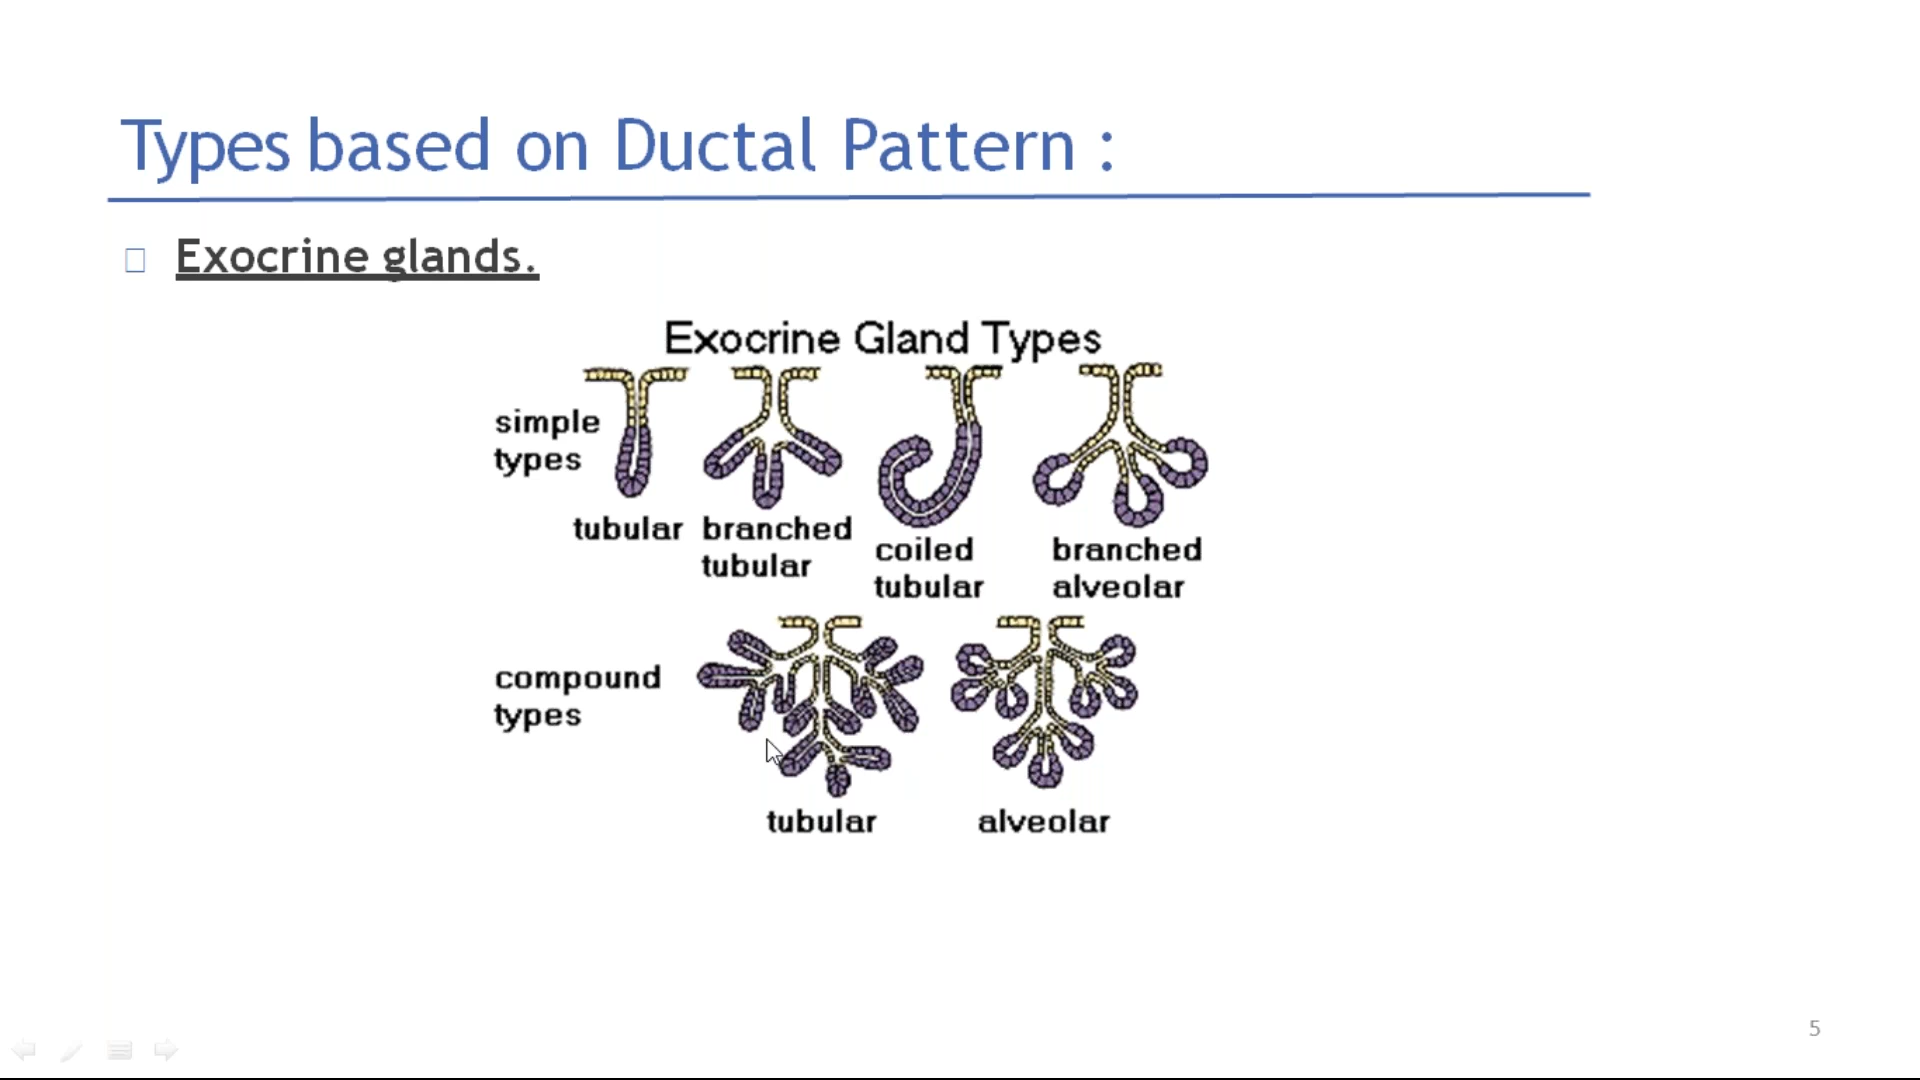 Types based on Ductal Pattern :
Exocrine glands.
Exocrine Gland Types
simple
types
tubular
branched
tubular
coiled
tubular
branched
alveolar
compound
types
tubular
alveolar
5